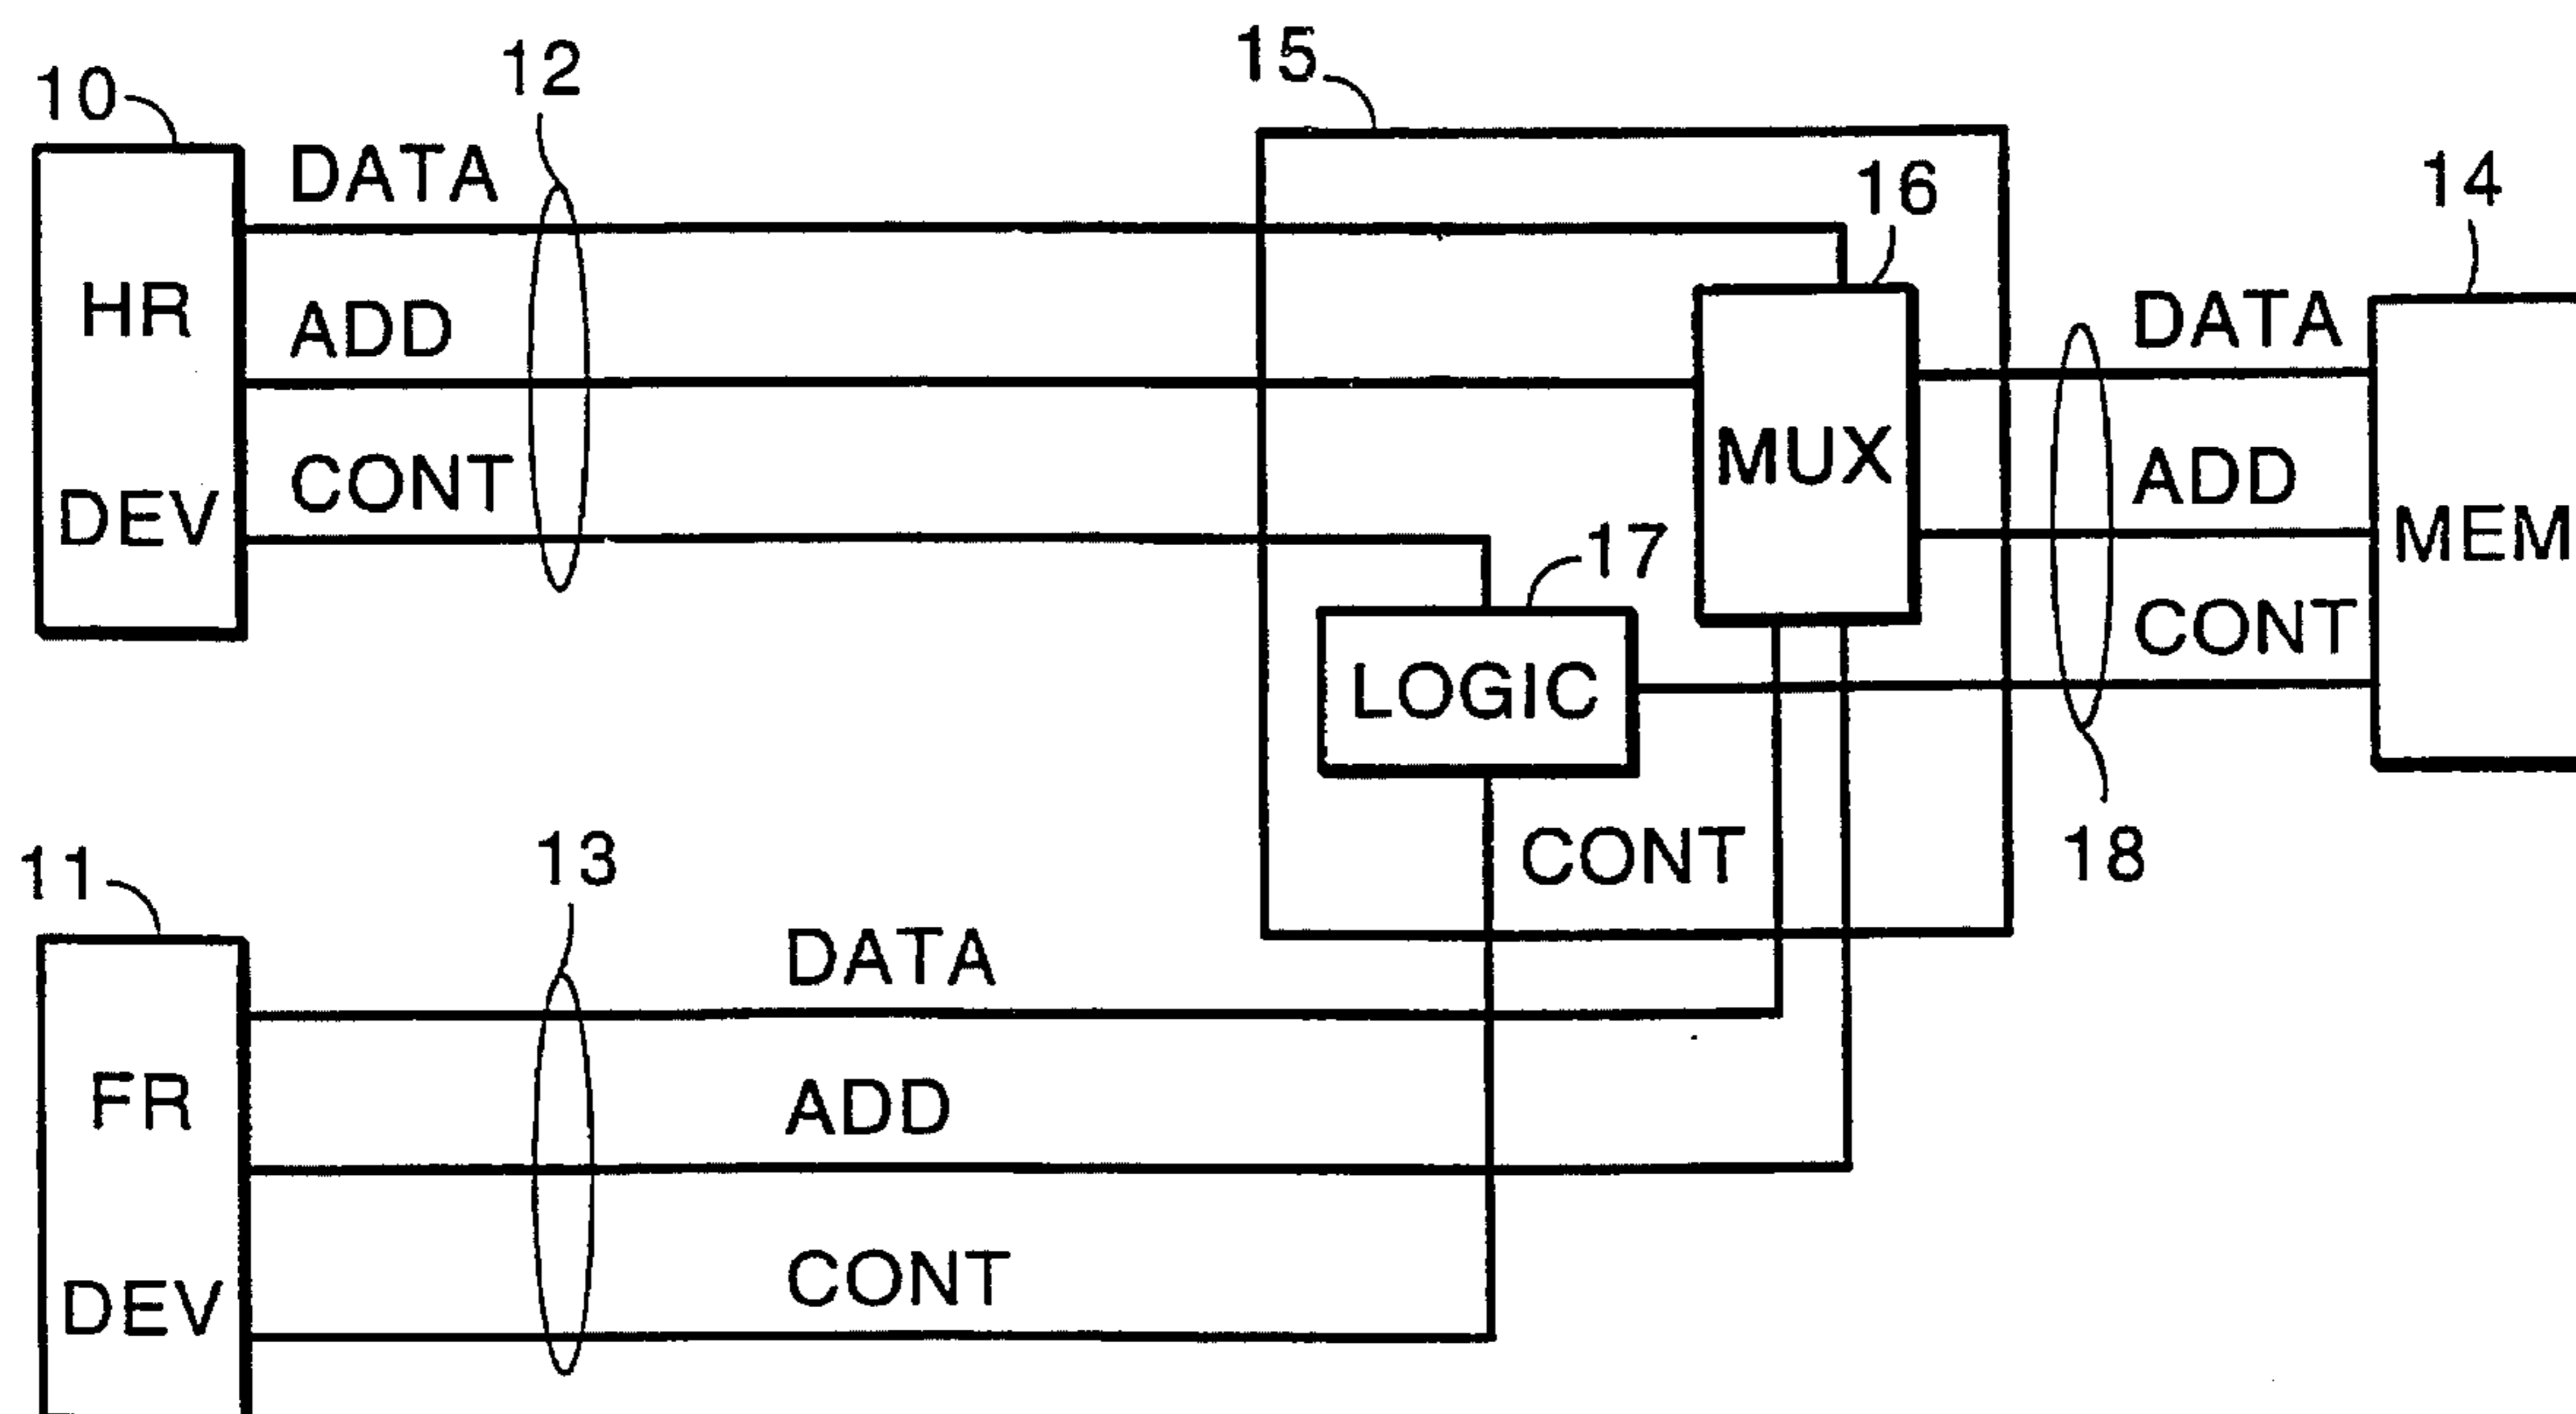 10
12
15
DATA
16
14
HR
ADD
DATA
MUX
CONT
ADD
DEV
MEM
17
CONT
LOGIC
18
CONT
11
13
DATA
FR
ADD
CONT
DEV